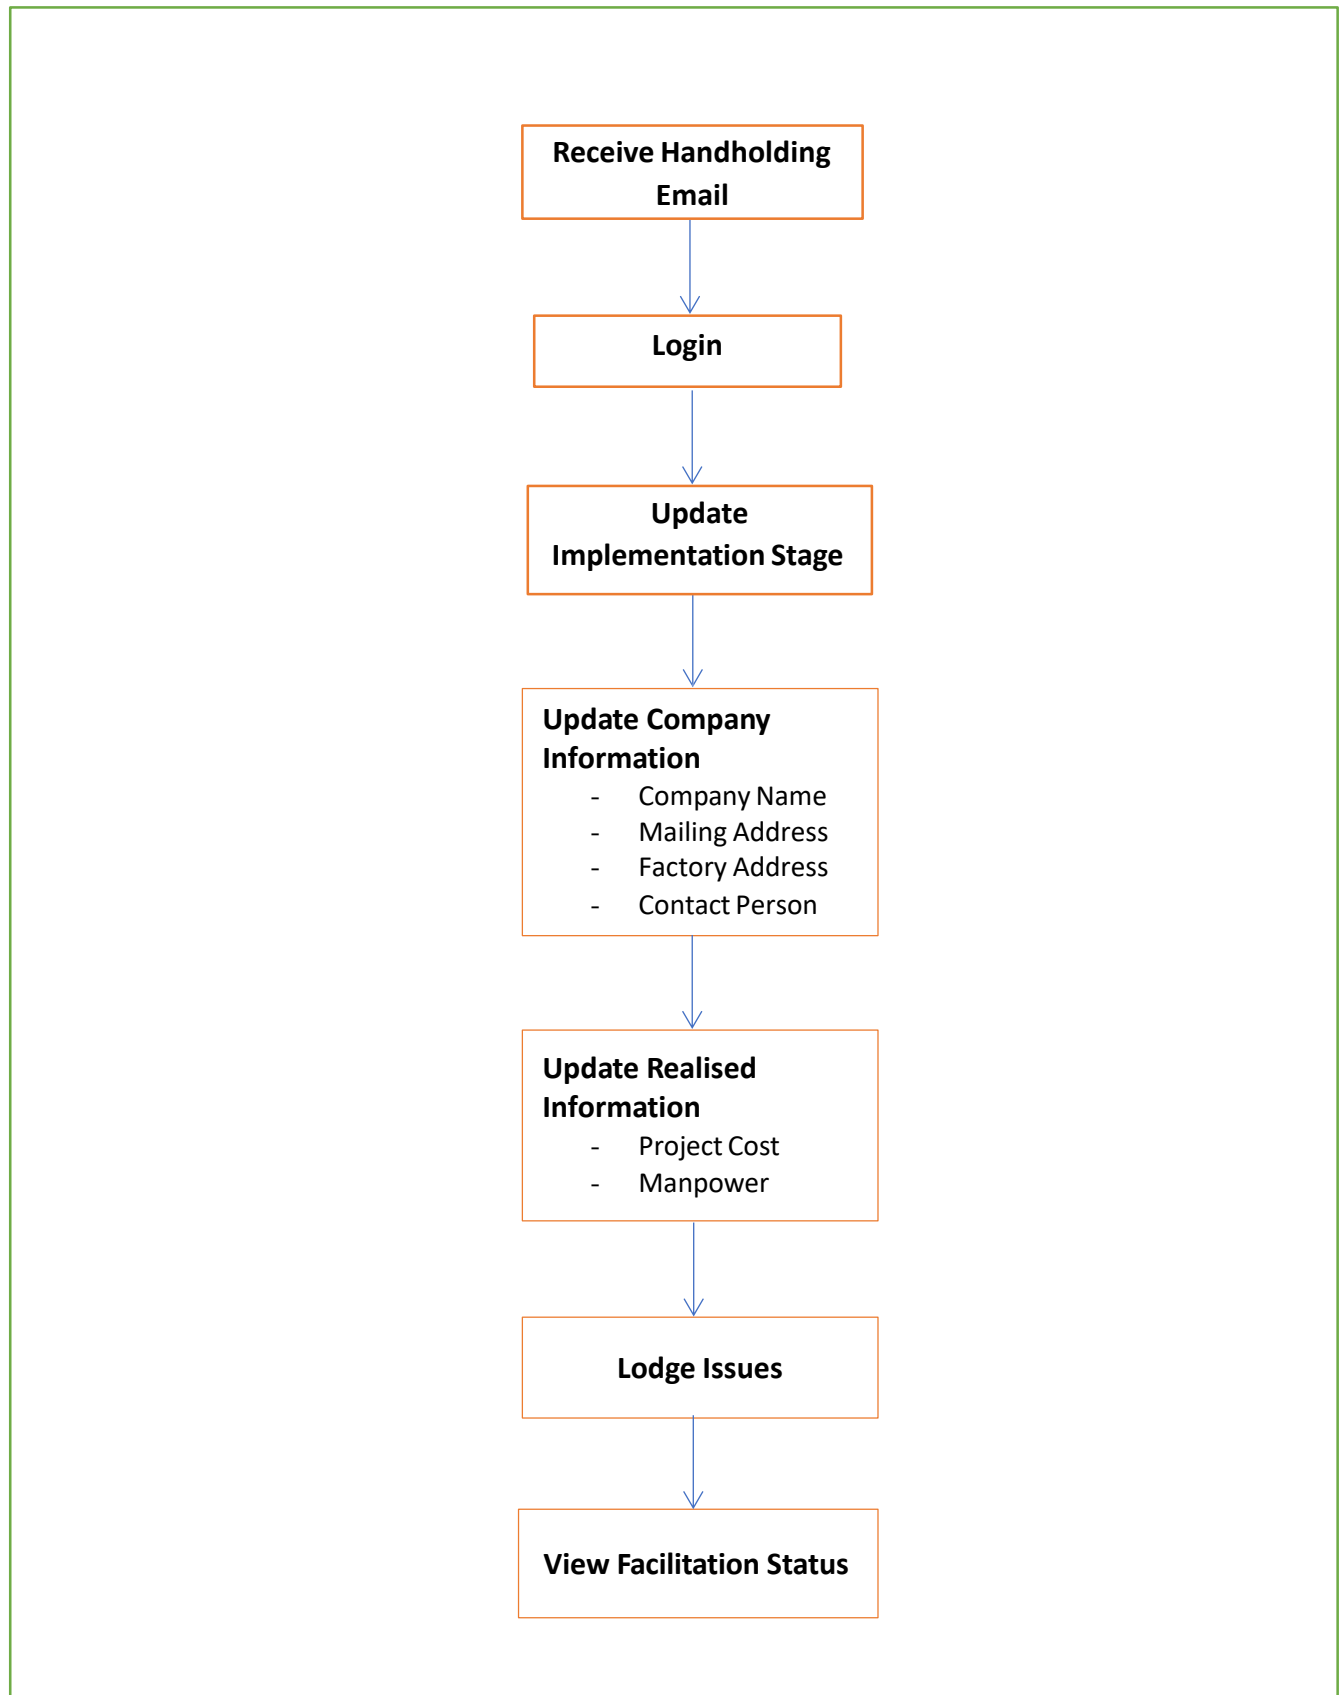 Receive Handholding
Email
Login
Update
Implementation Stage
Update Company
Information
- Company Name
- Mailing Address
- Factory Address
- Contact Person
Update Realised
Information
- Project Cost
- Manpower
Lodge Issues
View Facilitation Status